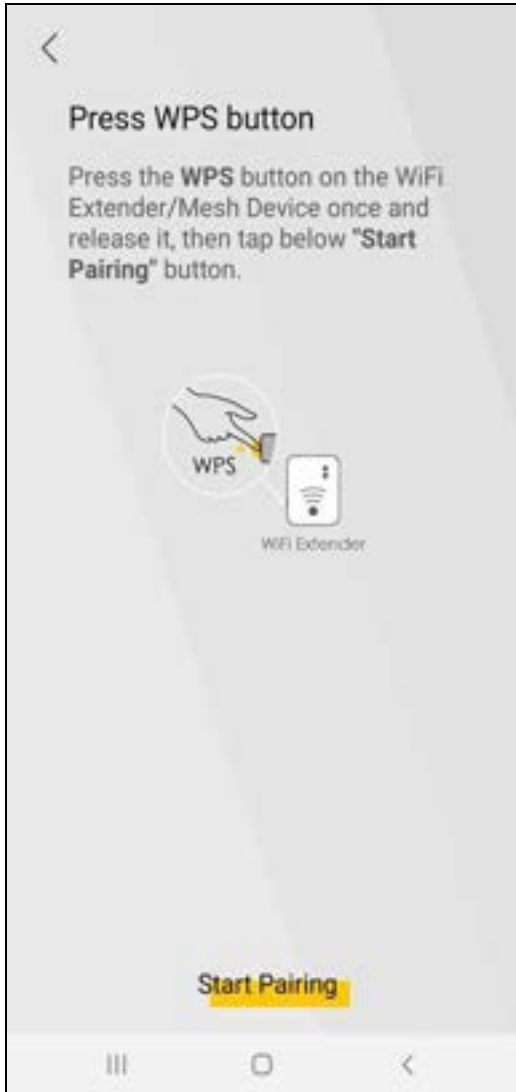 Press WPS button
Press the WPS button on the WiFi
Extender/Mesh Device once and
release it, then tap below "Start
Pairing" button.
WPS
WiFi Extender
Start Pairing